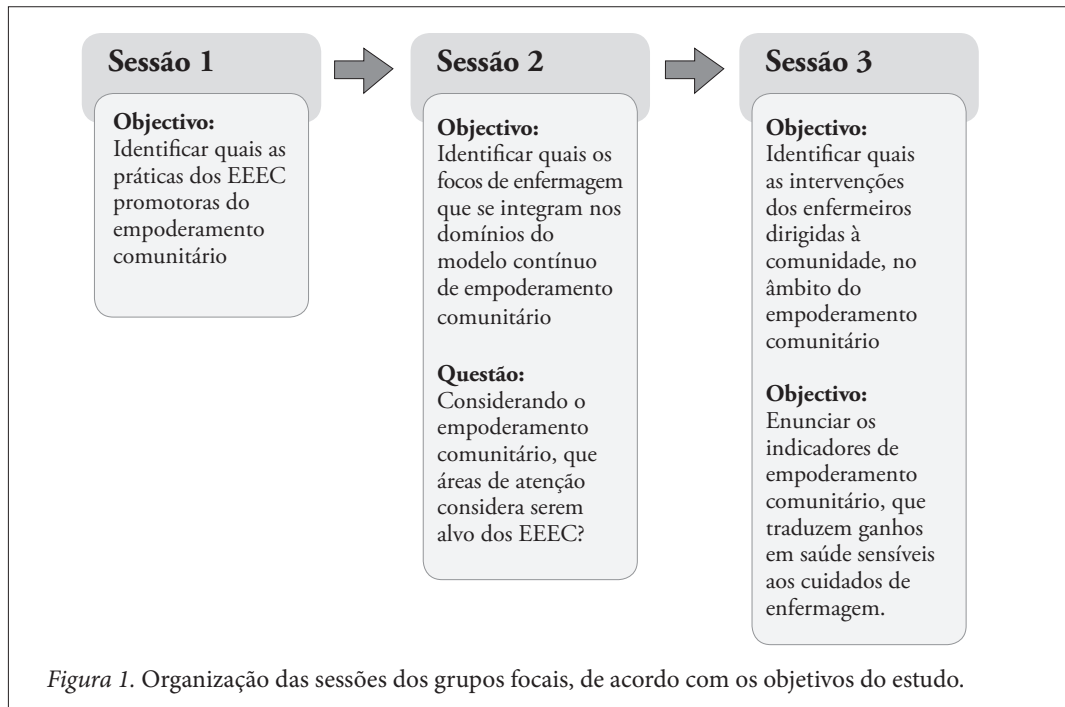 Sessão 1
Objectivo:
Identificar quais as
práticas dos EEEC
promotoras do
empoderamento
comunitário
Sessão 2
Objectivo:
Identificar quais os
focos de enfermagem
que se integram nos
domínios do
modelo contínuo
de empoderamento
comunitário
Questão:
Considerando o
empoderamento
comunitário, que
áreas de atenção
considera serem
alvo dos EEEC?
Sessão 3
Objectivo:
Identificar quais
as intervenções
dos enfermeiros
dirigidas à
comunidade, no
âmbito do
empoderamento
comunitário
Objectivo:
Enunciar os
indicadores de
empoderamento
comunitário, que
traduzem ganhos
em saúde sensíveis
aos cuidados de
enfermagem.
Figura 1. Organização das sessões dos grupos focais, de acordo com os objetivos do estudo.